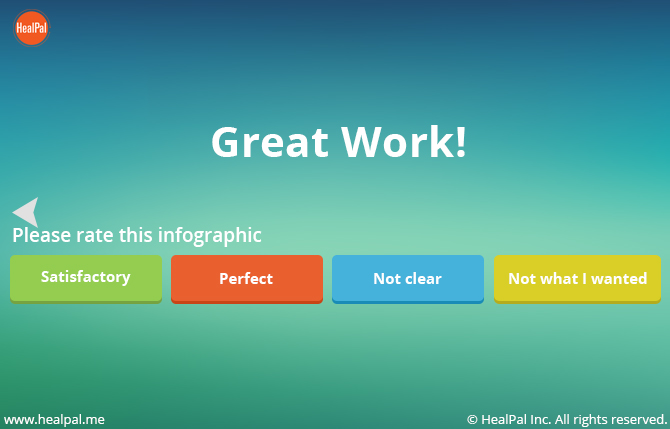 HealPal
Great Work!
Please rate this infographic
Satisfactory
Perfect
Not clear
Not what I wanted
www.healpal.me
© HealPal Inc. All rights reserved.